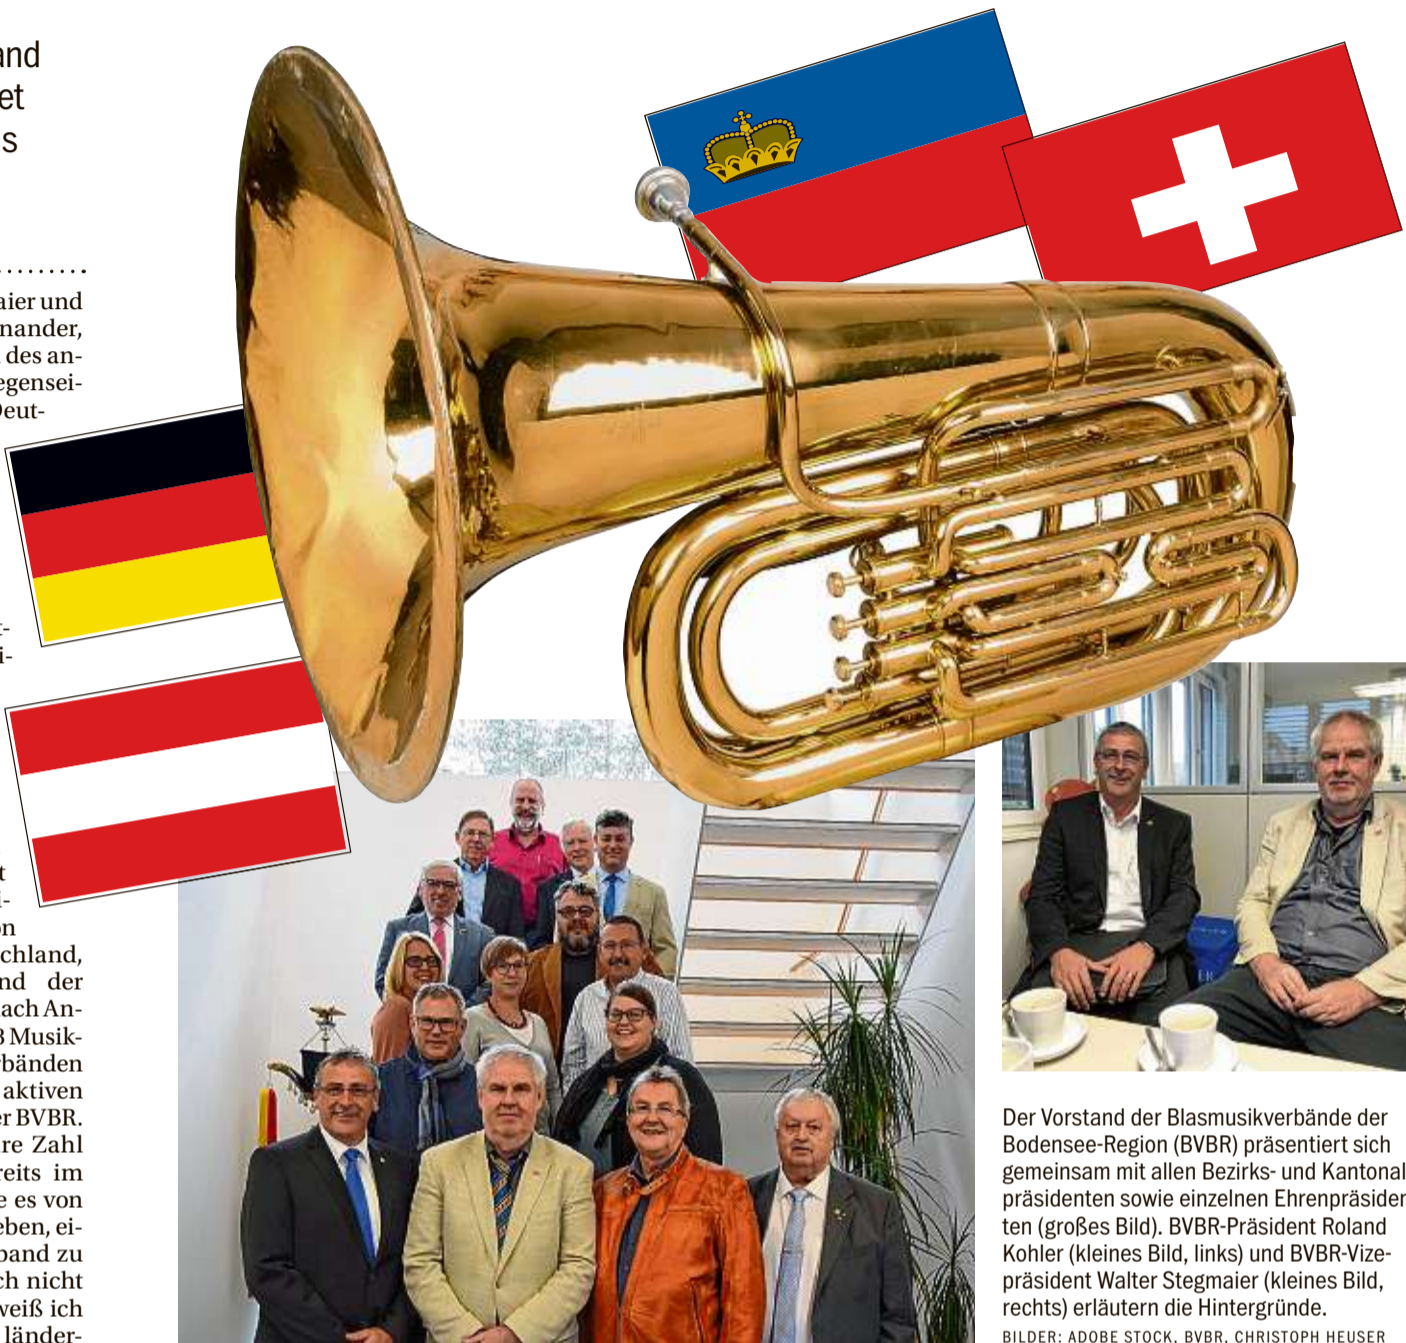 and
et
s
aier und
nander,
des an-
egensei-
Deut-
t-
i-
t
i-
on
chland,
nd der
ach An-
3 Musik-
rbänden
aktiven
er BVBR.
re Zahl
reits im
e es von
eben, ei-
band zu
ch nicht
weiß ich
länder-
Der Vorstand der Blasmusikverbände der
Bodensee-Region (BVBR) präsentiert sich
gemeinsam mit allen Bezirks- und Kantonal
präsidenten sowie einzelnen Ehrenpräsiden
ten (großes Bild). BVBR-Präsident Roland
Kohler (kleines Bild, links) und BVBR-Vize-
präsident Walter Stegmaier (kleines Bild,
rechts) erläutern die Hintergründe.
BILDER: ADOBE STOCK, BVBR, CHRISTOPH HEUSER